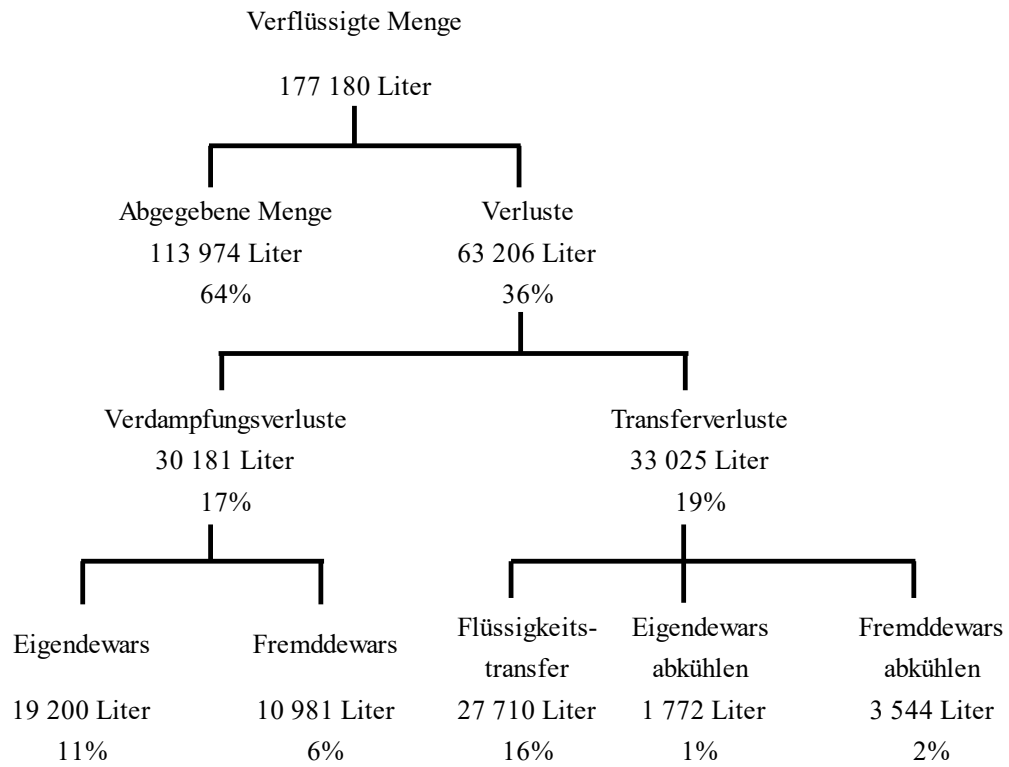 Verflüssigte Menge
177 180 Liter
Abgegebene Menge
113 974 Liter
64%
Verluste
63 206 Liter
36%
Verdampfungsverluste
30 181 Liter
17%
Transferverluste
33 025 Liter
19%
Eigendewars
19 200 Liter
11%
Fremddewars
10 981 Liter
6%
Flüssigkeits-
transfer
27 710 Liter
16%
Eigendewars
abkühlen
1 772 Liter
1%
Fremddewars
abkühlen
3 544 Liter
2%